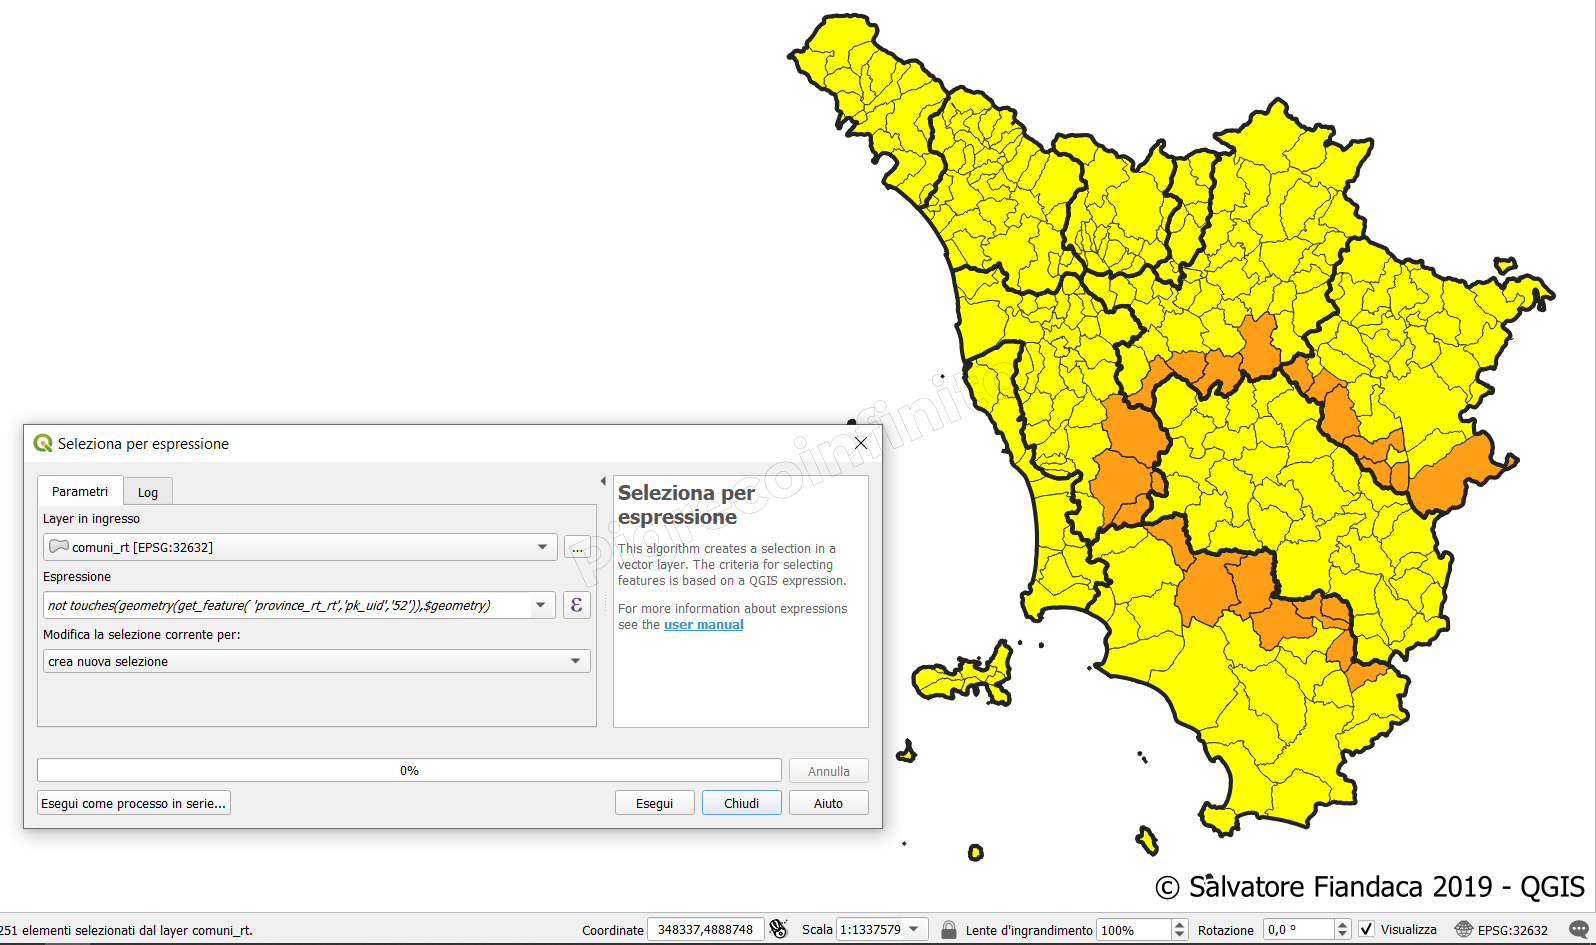 Seleziona per espressione
Parametri
Log
Layer in ingresso
comuni_rt [EPSG:32632]
...
Espressione
not touches(geometry(get_feature( 'province_rt_rt','pk_uid','52')),$geometry)
ε
Modifica la selezione corrente per:
crea nuova selezione
Seleziona per
espressione
This algorithm creates a selection in a
vector layer. The criteria for selecting
features is based on a QGIS expression.
For more information about expressions
see the user manual
0%
Annulla
Esegui come processo in serie...
Esegui
Chiudi
Aiuto
Pigrecoinfinito
© Salvatore Fiandaca 2019 - QGIS
251 elementi selezionati dal layer comuni_rt.
Coordinate
348337,4888748
Scala
1:1337579
Lente d'ingrandimento
100%
Rotazione
0,0 °
Visualizza
EPSG:32632